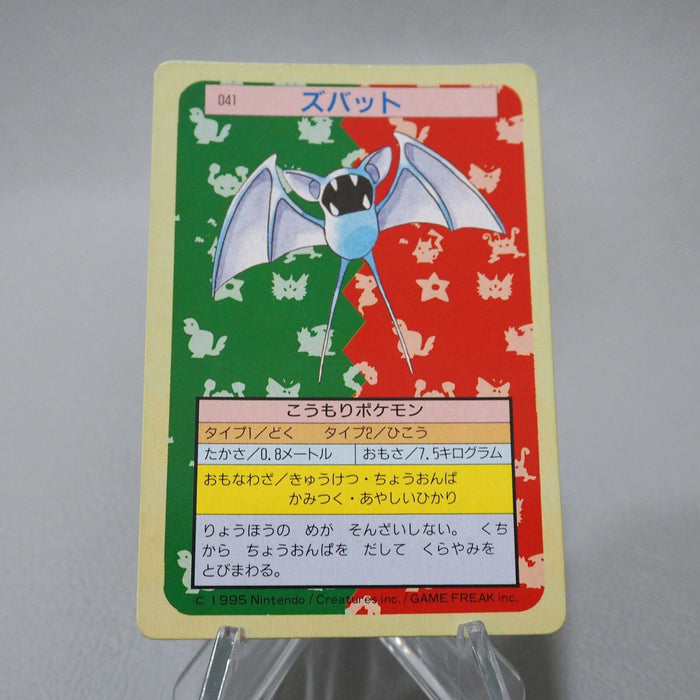 041 ズバット
こうもりポケモン
タイプ1/どく タイプ2/ひこう
たかさ/0.8メートル おもさ/7.5キログラム
おもなわざ/きゅうけつ・ちょうおんぱ
かみつく・あやしいひかり
りょうほうの めが そんざいしない。 くち
から ちょうおんぱを だして くらやみを
とびまわる。
© 1995 Nintendo/Creatures inc./GAME FREAK inc.